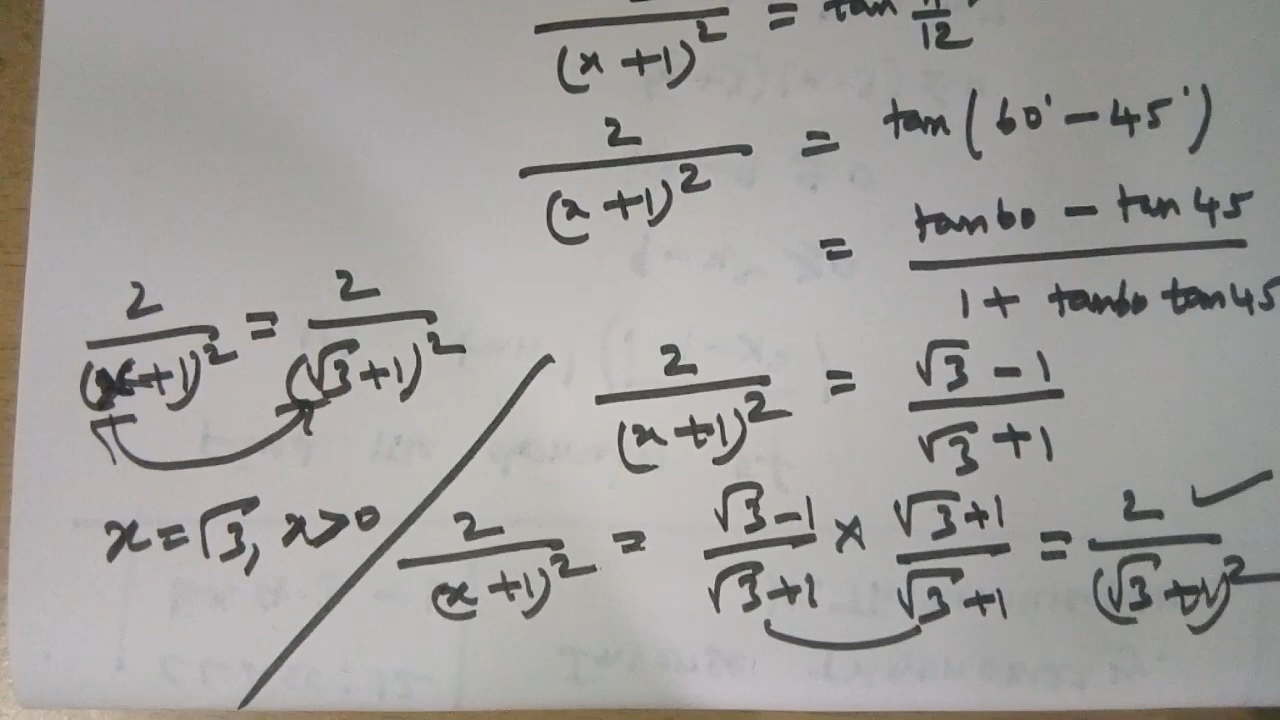 2/(x+1)² = tan π/12
2/(x+1)² = tan(60° - 45°)
= (tan60 - tan45)/(1 + tan60 tan45)
2/(x+1)² = (√3 - 1)/(√3 + 1)
2/(x+1)² = (√3-1)/(√3+1) × (√3+1)/(√3+1) = 2/(√3+1)² ✓
2/(x+1)² = 2/(√3+1)²
x = √3, x>0